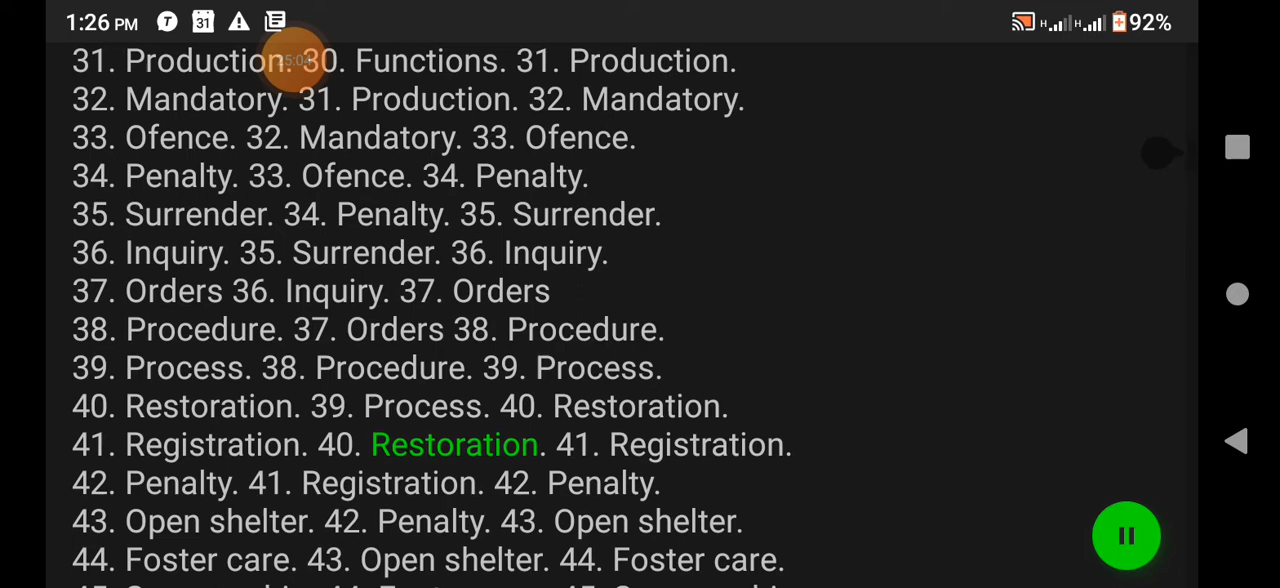 1:26 PM T 31 92%
31. Production. 30. Functions. 31. Production.
25:04
32. Mandatory. 31. Production. 32. Mandatory.
33. Ofence. 32. Mandatory. 33. Ofence.
34. Penalty. 33. Ofence. 34. Penalty.
35. Surrender. 34. Penalty. 35. Surrender.
36. Inquiry. 35. Surrender. 36. Inquiry.
37. Orders 36. Inquiry. 37. Orders
38. Procedure. 37. Orders 38. Procedure.
39. Process. 38. Procedure. 39. Process.
40. Restoration. 39. Process. 40. Restoration.
41. Registration. 40. Restoration. 41. Registration.
42. Penalty. 41. Registration. 42. Penalty.
43. Open shelter. 42. Penalty. 43. Open shelter.
44. Foster care. 43. Open shelter. 44. Foster care.